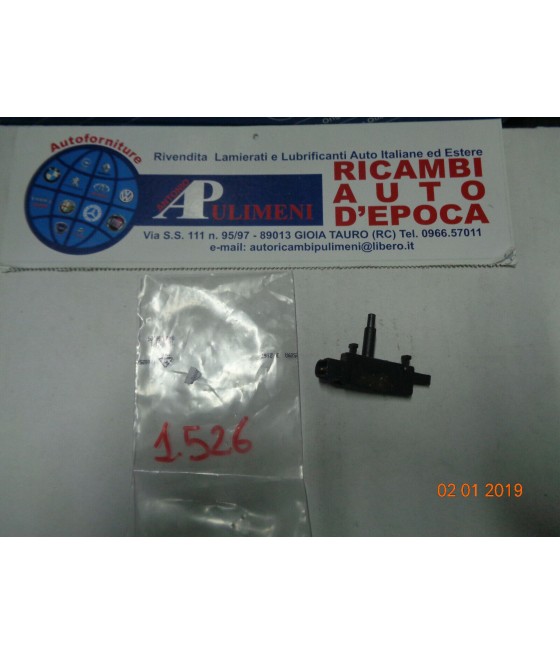 Autoforniture
Rivendita Lamierati e Lubrificanti Auto Italiane ed Estere
ANTONIO
PULIMENI
RICAMBI
AUTO
D'EPOCA
Via S.S. 111 n. 95/97 - 89013 GIOIA TAURO (RC) Tel. 0966.57011
e-mail: autoricambipulimeni@libero.it
1.526
02 01 2019